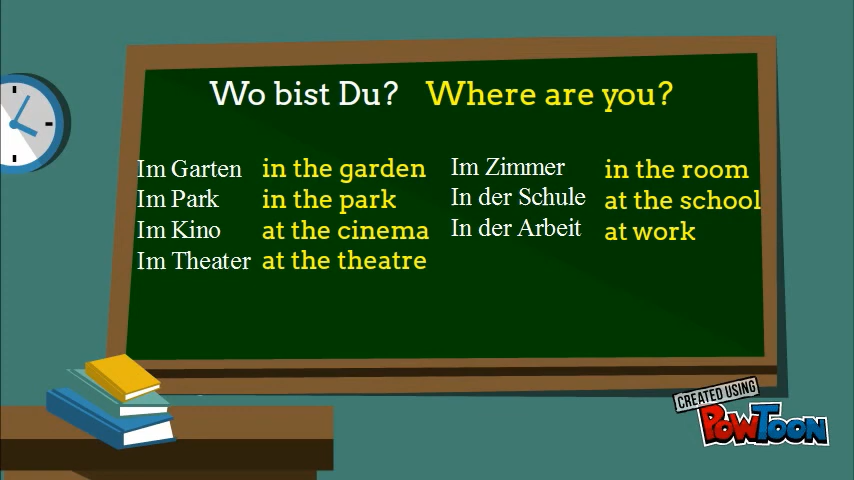 Wo bist Du? Where are you?
Im Garten in the garden
Im Park in the park
Im Kino at the cinema
Im Theater at the theatre
Im Zimmer in the room
In der Schule at the school
In der Arbeit at work
CREATED USING
POWTOON